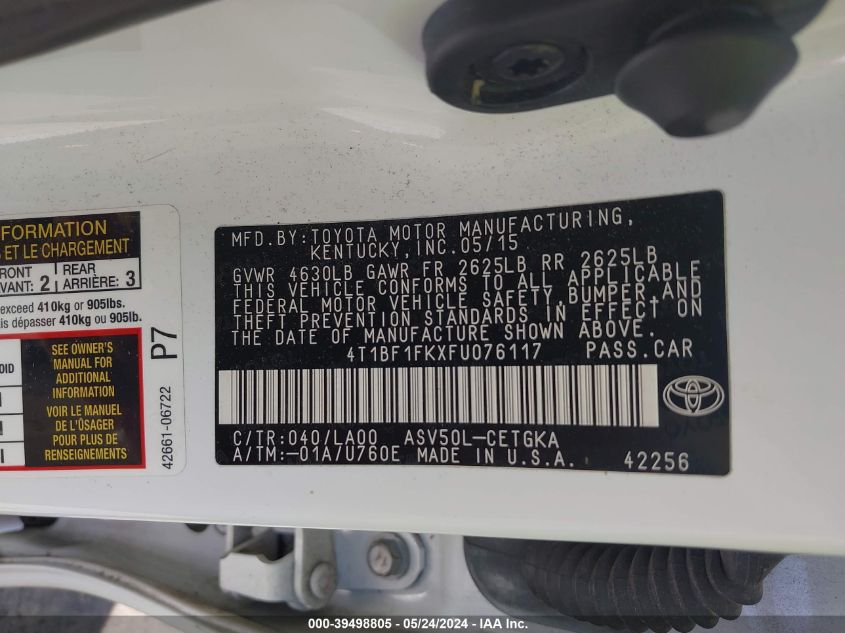 FORMATION
S ET LE CHARGEMENT
FRONT
VANT: 2
REAR
ARRIÈRE: 3
exceed 410kg or 905lbs.
ais dépasser 410kg ou 905lb.
OID
SEE OWNER'S
MANUAL FOR
ADDITIONAL
INFORMATION
VOIR LE MANUEL
DE L'ÔSAGER
POUR PLUS DE
RENSEIGNEMENTS
P7
42661-06722
MFD.BY:TOYOTA MOTOR MANUFACTURING,
KENTUCKY,INC.05/15
GVWR 4630LB GAWR FR 2625LB RR 2625LB
THIS VEHICLE CONFORMS TO ALL APPLICABLE
FEDERAL MOTOR VEHICLE SAFETY,BUMPER,AND
THEFT PREVENTION STANDARDS IN EFFECT ON
THE DATE OF MANUFACTURE SHOWN ABOVE.
4T1BF1FKXFU076117 PASS.CAR
C/TR:040/LA00 ASV50L-CETGKA
A/TM:-01A/U760E MADE IN U.S.A. 42256
000-39498805 - 05/24/2024 - IAA Inc.